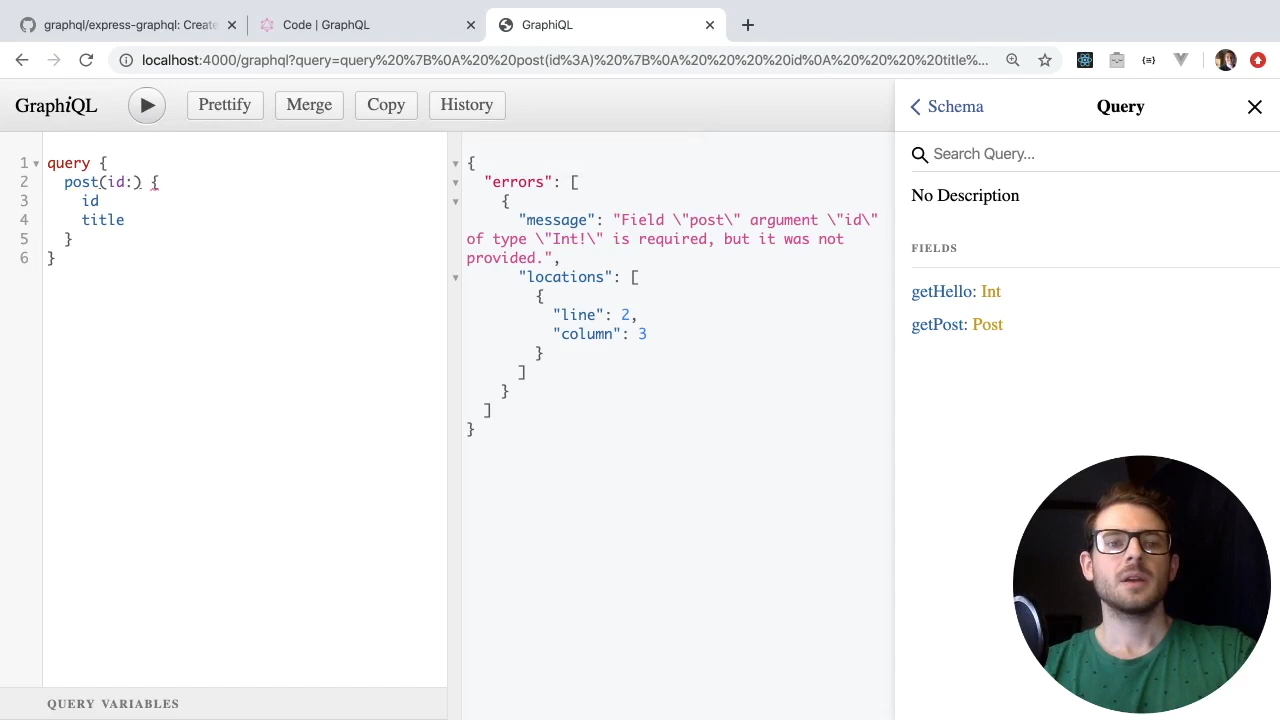 graphql/express-graphql: Create
Code | GraphQL
GraphiQL
localhost:4000/graphql?query=query%20%7B%0A%20%20post(id%3A)%20%7B%0A%20%20%20%20id%0A%20%20%20%20title%...
GraphiQL
Prettify
Merge
Copy
History
Schema
Query
Search Query...
No Description
FIELDS
getHello: Int
getPost: Post
1 query {
2 post(id:) {
3 id
4 title
5 }
6 }
{
"errors": [
{
"message": "Field \"post\" argument \"id\"
of type \"Int!\" is required, but it was not
provided.",
"locations": [
{
"line": 2,
"column": 3
}
]
}
]
}
QUERY VARIABLES